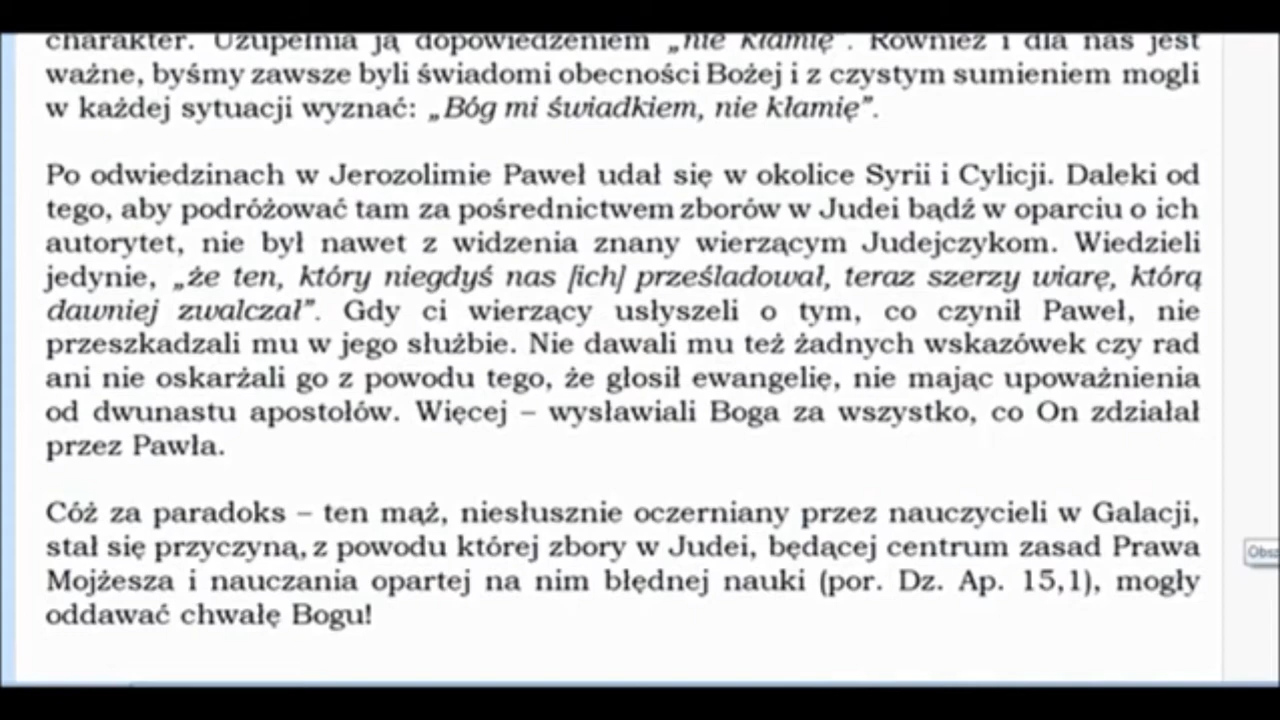 charakter. Uzupełnia ją dopowiedzeniem „nie kłamię”. Również i dla nas jest
ważne, byśmy zawsze byli świadomi obecności Bożej i z czystym sumieniem mogli
w każdej sytuacji wyznać: „Bóg mi świadkiem, nie kłamię”.
Po odwiedzinach w Jerozolimie Paweł udał się w okolice Syrii i Cylicji. Daleki od
tego, aby podróżować tam za pośrednictwem zborów w Judei bądź w oparciu o ich
autorytet, nie był nawet z widzenia znany wierzącym Judejczykom. Wiedzieli
jedynie, „że ten, który niegdyś nas [ich] prześladował, teraz szerzy wiarę, którą
dawniej zwalczał”. Gdy ci wierzący usłyszeli o tym, co czynił Paweł, nie
przeszkadzali mu w jego służbie. Nie dawali mu też żadnych wskazówek czy rad
ani nie oskarżali go z powodu tego, że głosił ewangelię, nie mając upoważnienia
od dwunastu apostołów. Więcej – wysławiali Boga za wszystko, co On zdziałał
przez Pawła.
Cóż za paradoks – ten mąż, niesłusznie oczerniany przez nauczycieli w Galacji,
stał się przyczyną, z powodu której zbory w Judei, będącej centrum zasad Prawa
Mojżesza i nauczania opartej na nim błędnej nauki (por. Dz. Ap. 15,1), mogły
oddawać chwałę Bogu!